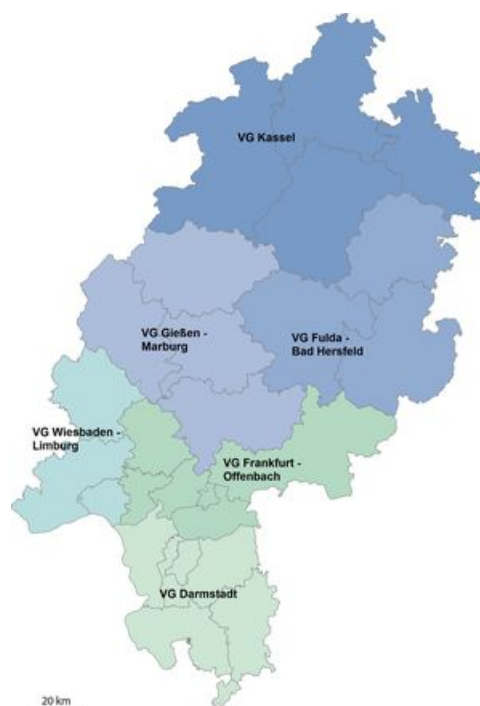 VG Kassel
VG Gießen -
Marburg
VG Fulda -
Bad Hersfeld
VG Wiesbaden -
Limburg
VG Frankfurt -
Offenbach
VG Darmstadt
20 km